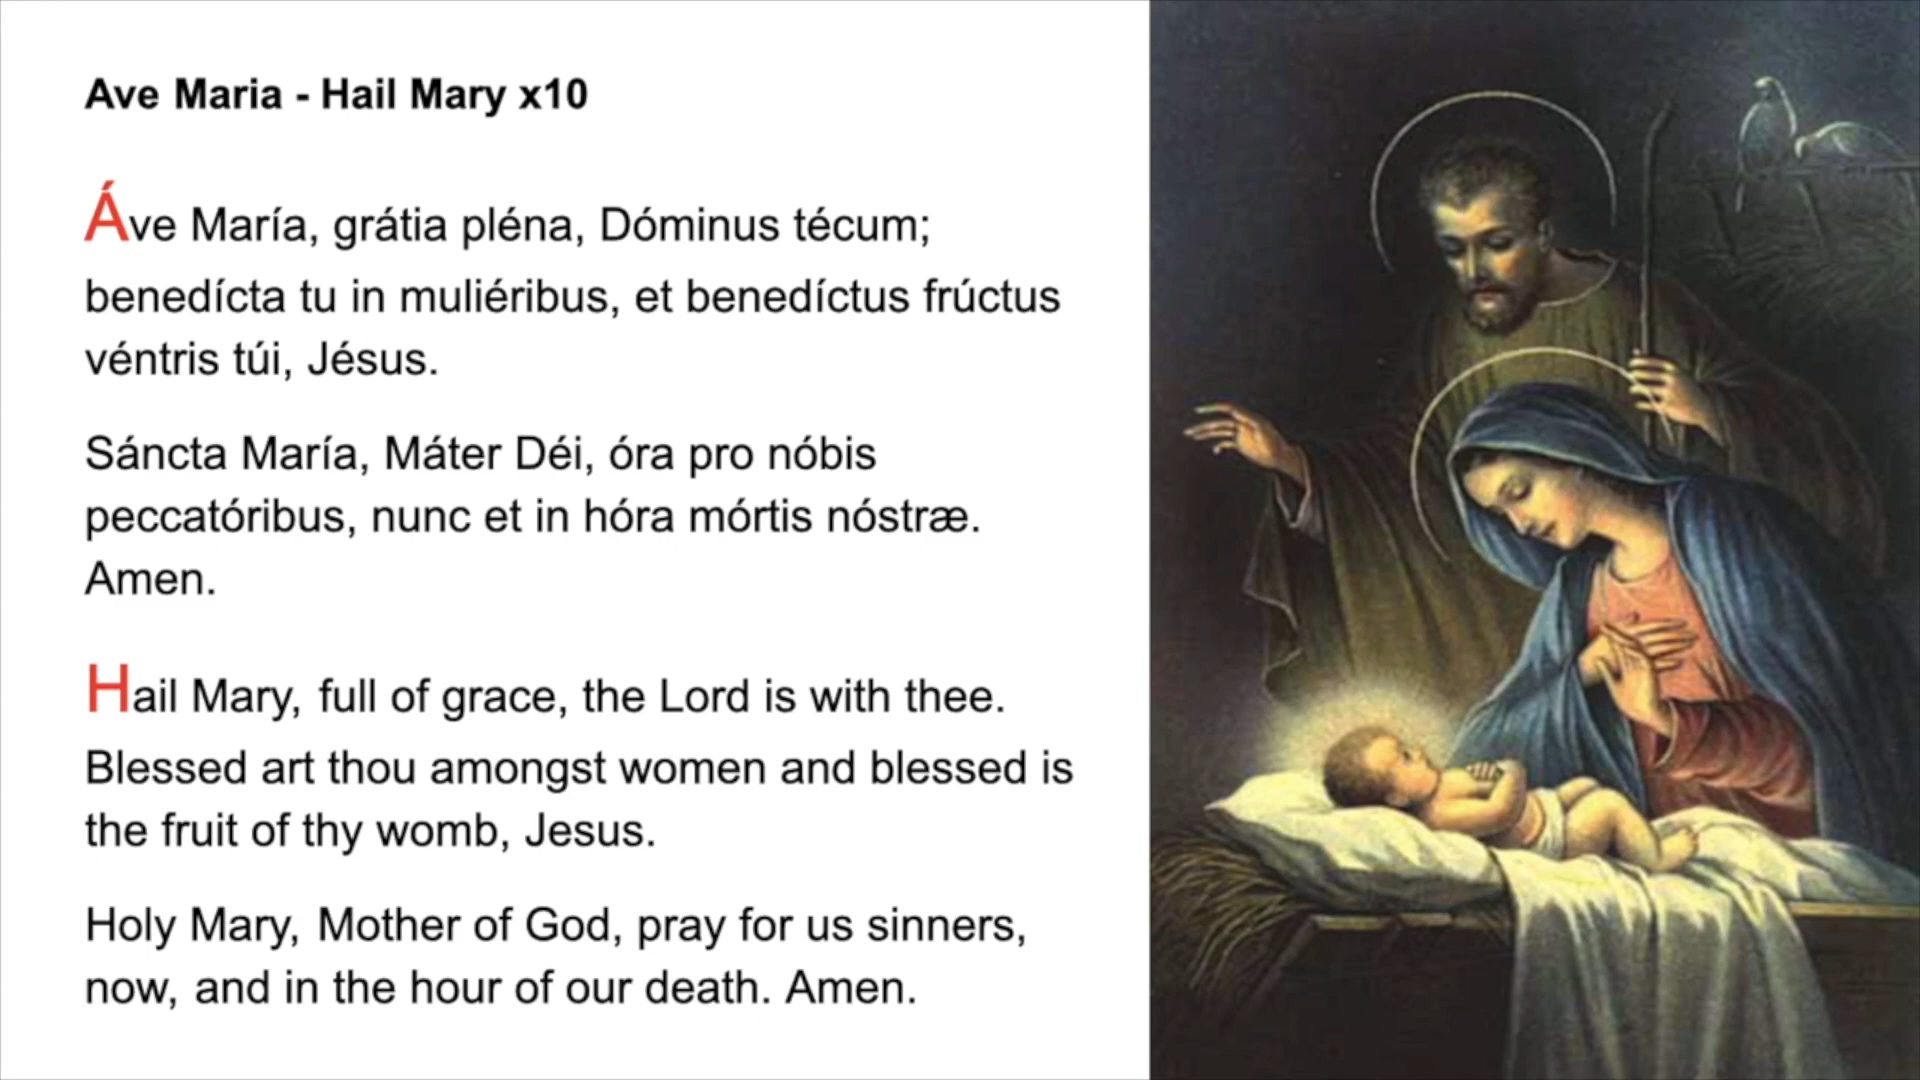 Ave Maria - Hail Mary x10
Áve María, grátia pléna, Dóminus técum;
benedícta tu in muliéribus, et benedíctus frúctus
véntris túi, Jésus.
Sáncta María, Máter Déi, óra pro nóbis
peccatóribus, nunc et in hóra mórtis nóstræ.
Amen.
Hail Mary, full of grace, the Lord is with thee.
Blessed art thou amongst women and blessed is
the fruit of thy womb, Jesus.
Holy Mary, Mother of God, pray for us sinners,
now, and in the hour of our death. Amen.